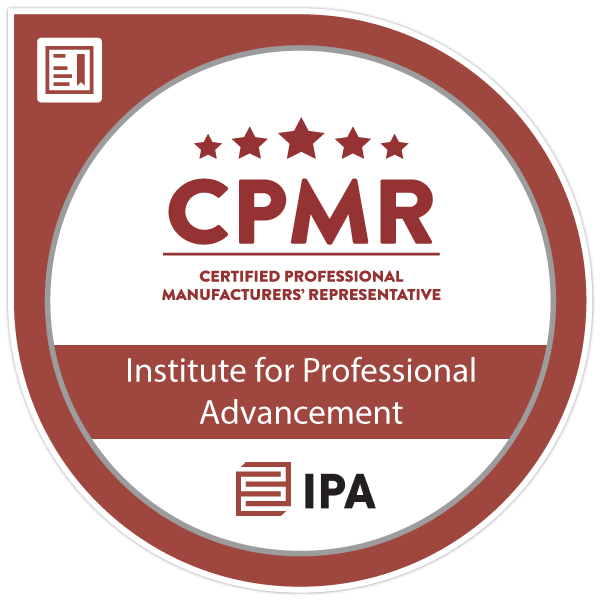 CPMR
CERTIFIED PROFESSIONAL
MANUFACTURERS’ REPRESENTATIVE
Institute for Professional
Advancement
IPA